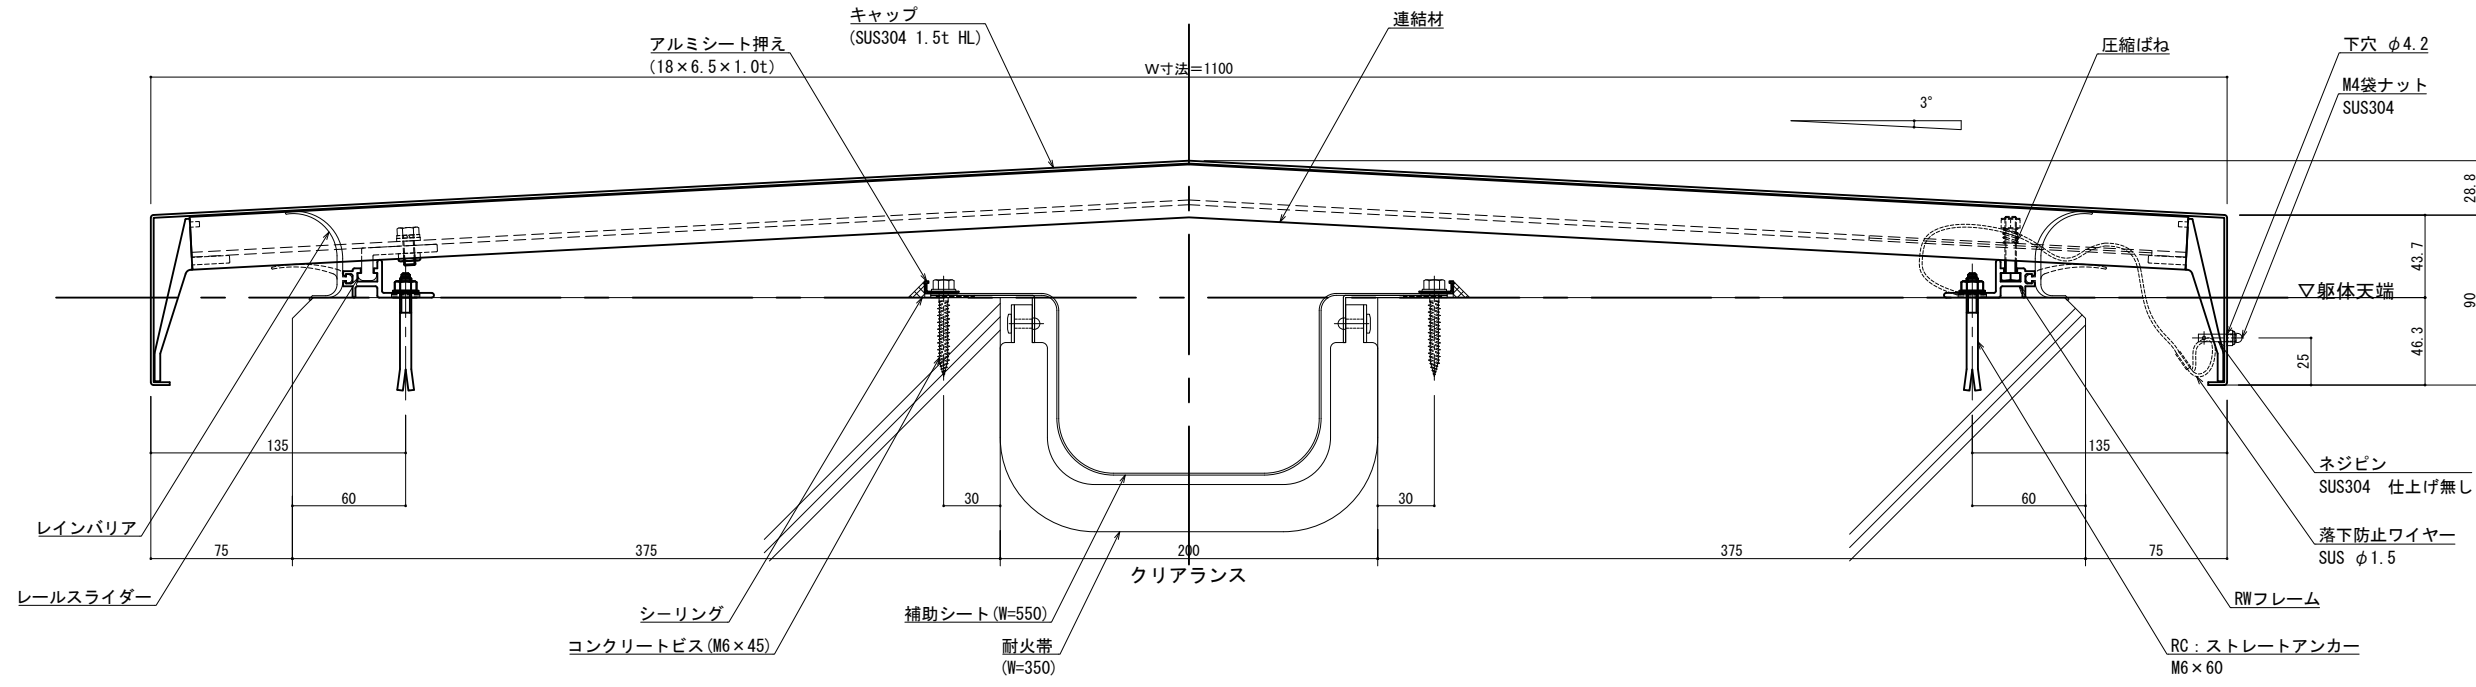 キャップ
(SUS304 1.5t HL)
連結材
アルミシート押え
(18×6.5×1.0t)
圧縮ばね
下穴 φ4.2
M4袋ナット
SUS304
W寸法=1100
3°
28.8
43.7
90
46.3
25
▽躯体天端
135
60
30
30
135
60
ネジピン
SUS304 仕上げ無し
レインバリア
75
375
200
375
75
落下防止ワイヤー
SUS φ1.5
クリアランス
レールスライダー
シーリング
補助シート(W=550)
RWフレーム
コンクリートビス(M6×45)
耐火帯
(W=350)
RC:ストレートアンカー
M6×60